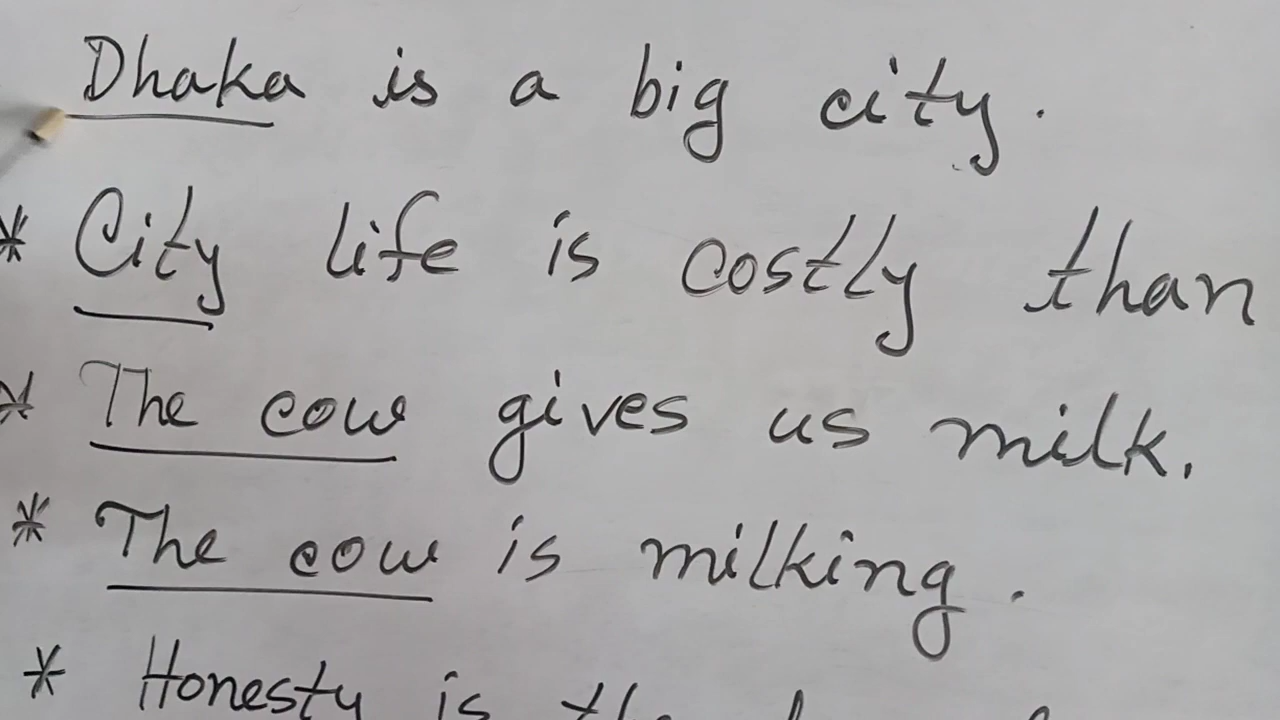 Dhaka is a big city.
* City life is costly than
* The cow gives us milk.
* The cow is milking.
* Honesty is the